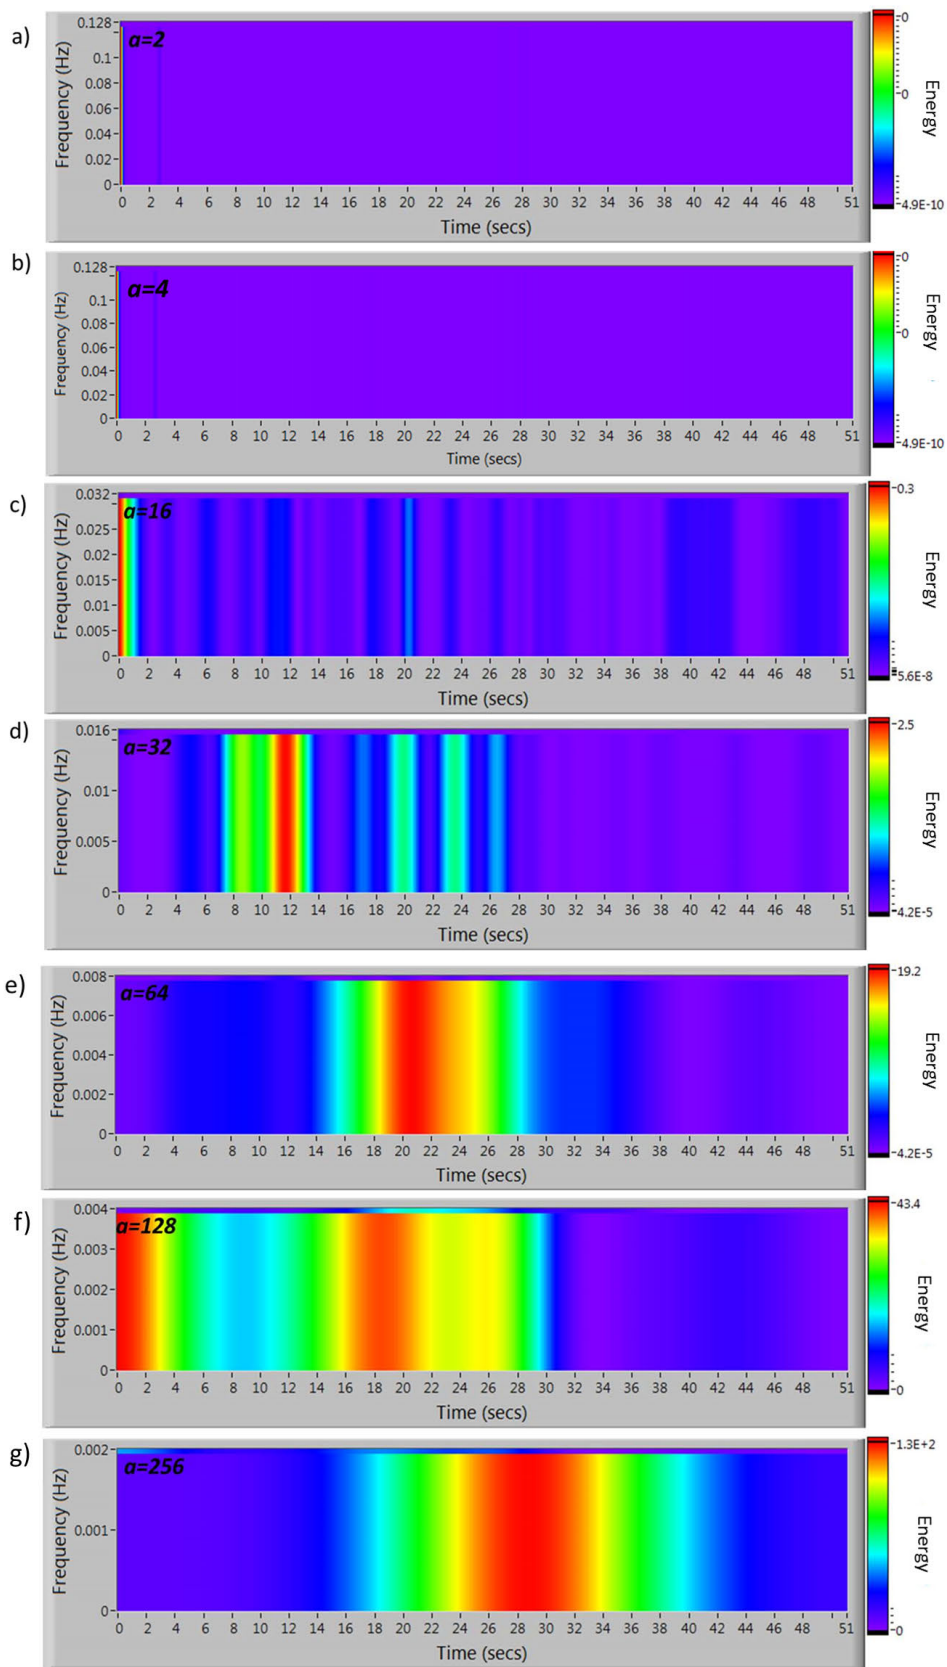 a)
a=2
Frequency (Hz)
0.128
0.1
0.08
0.06
0.04
0.02
0
0 2 4 6 8 10 12 14 16 18 20 22 24 26 28 30 32 34 36 38 40 42 44 46 48 51
Time (secs)
0
0
4.9E-10
Energy
b)
a=4
Frequency (Hz)
0.128
0.1
0.08
0.06
0.04
0.02
0
0 2 4 6 8 10 12 14 16 18 20 22 24 26 28 30 32 34 36 38 40 42 44 46 48 51
Time (secs)
0
0
4.9E-10
Energy
c)
a=16
Frequency (Hz)
0.032
0.025
0.02
0.015
0.01
0.005
0
0 2 4 6 8 10 12 14 16 18 20 22 24 26 28 30 32 34 36 38 40 42 44 46 48 51
Time (secs)
0.3
5.6E-8
Energy
d)
a=32
Frequency (Hz)
0.016
0.01
0.005
0
0 2 4 6 8 10 12 14 16 18 20 22 24 26 28 30 32 34 36 38 40 42 44 46 48 51
Time (secs)
2.5
4.2E-5
Energy
e)
a=64
Frequency (Hz)
0.008
0.006
0.004
0.002
0
0 2 4 6 8 10 12 14 16 18 20 22 24 26 28 30 32 34 36 38 40 42 44 46 48 51
Time (secs)
19.2
4.2E-5
Energy
f)
a=128
Frequency (Hz)
0.004
0.003
0.002
0.001
0
0 2 4 6 8 10 12 14 16 18 20 22 24 26 28 30 32 34 36 38 40 42 44 46 48 51
Time (secs)
43.4
0
Energy
g)
a=256
Frequency (Hz)
0.002
0.001
0
0 2 4 6 8 10 12 14 16 18 20 22 24 26 28 30 32 34 36 38 40 42 44 46 48 51
Time (secs)
1.3E+2
0
Energy